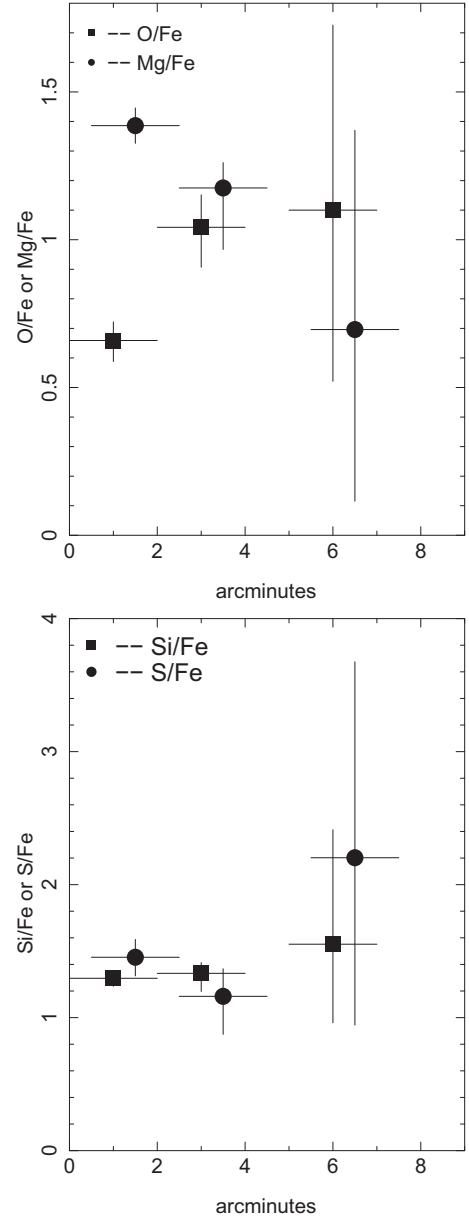 O/Fe or Mg/Fe
1.5
1
0.5
0
■ −− O/Fe
● −− Mg/Fe
0 2 4 6 8
arcminutes
Si/Fe or S/Fe
4
3
2
1
0
■ −− Si/Fe
● −− S/Fe
0 2 4 6 8
arcminutes